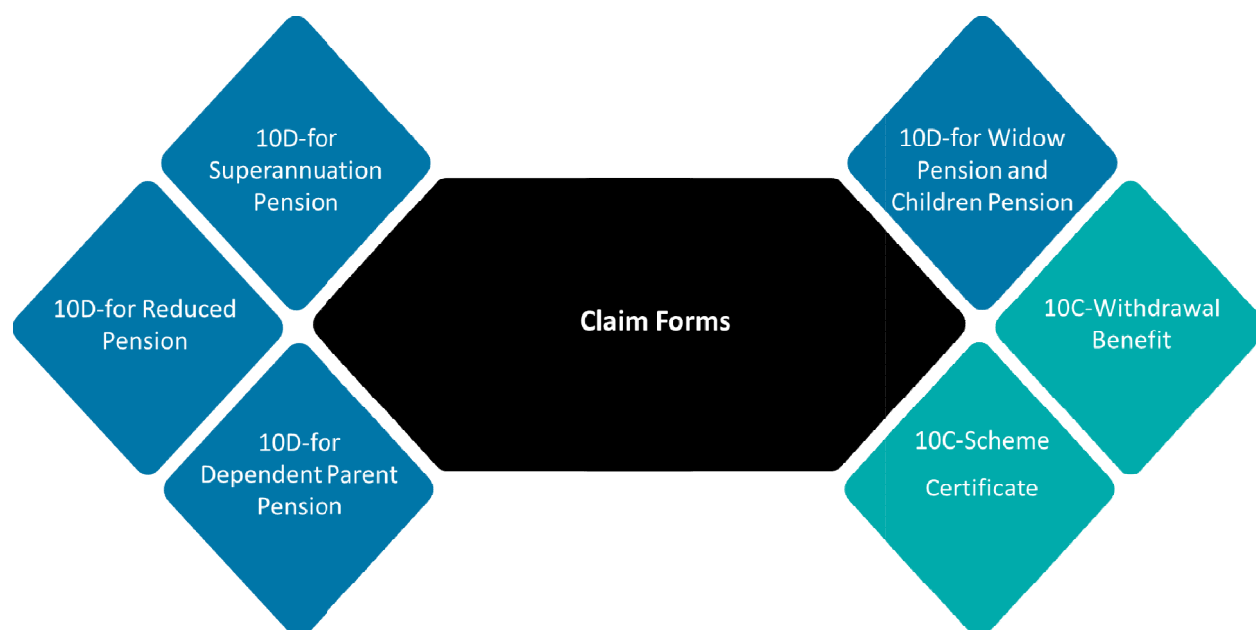 10D-for
Superannuation
Pension
10D-for Reduced
Pension
10D-for
Dependent Parent
Pension
Claim Forms
10D-for Widow
Pension and
Children Pension
10C-Withdrawal
Benefit
10C-Scheme
Certificate